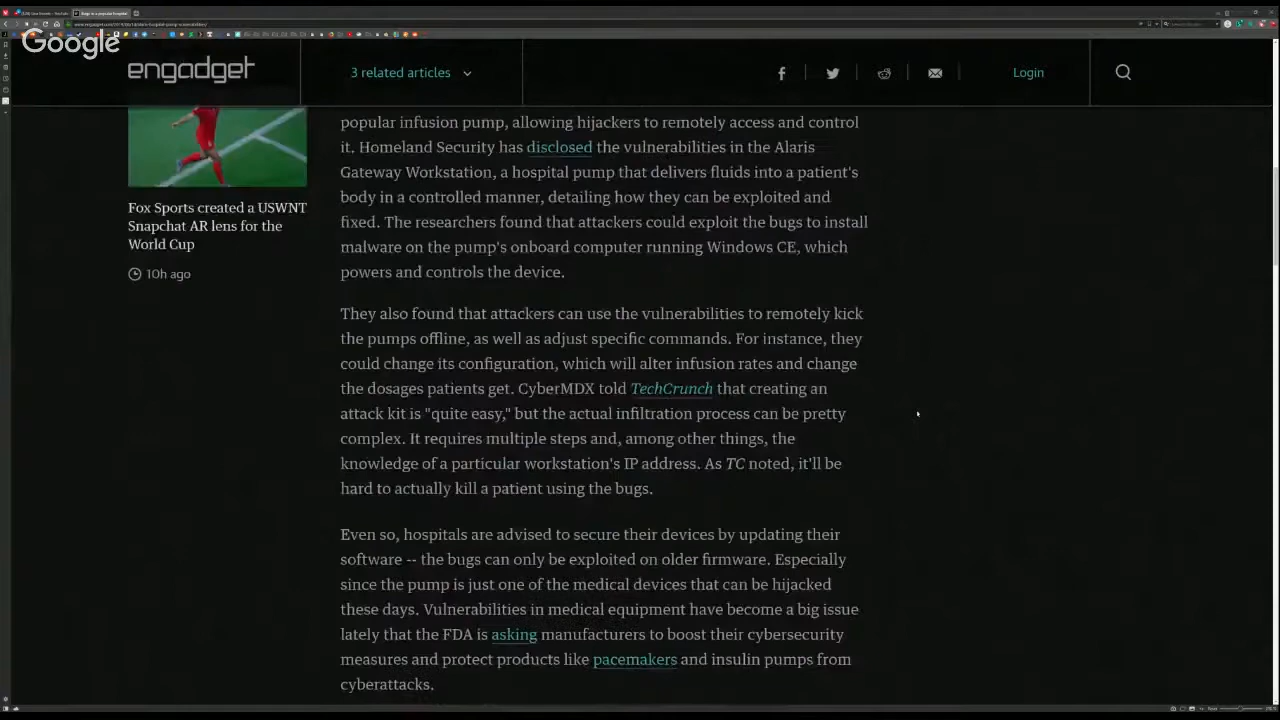 Google
engadget
3 related articles
Login
Fox Sports created a USWNT
Snapchat AR lens for the
World Cup
10h ago
popular infusion pump, allowing hijackers to remotely access and control
it. Homeland Security has disclosed the vulnerabilities in the Alaris
Gateway Workstation, a hospital pump that delivers fluids into a patient's
body in a controlled manner, detailing how they can be exploited and
fixed. The researchers found that attackers could exploit the bugs to install
malware on the pump's onboard computer running Windows CE, which
powers and controls the device.
They also found that attackers can use the vulnerabilities to remotely kick
the pumps offline, as well as adjust specific commands. For instance, they
could change its configuration, which will alter infusion rates and change
the dosages patients get. CyberMDX told TechCrunch that creating an
attack kit is "quite easy," but the actual infiltration process can be pretty
complex. It requires multiple steps and, among other things, the
knowledge of a particular workstation's IP address. As TC noted, it'll be
hard to actually kill a patient using the bugs.
Even so, hospitals are advised to secure their devices by updating their
software -- the bugs can only be exploited on older firmware. Especially
since the pump is just one of the medical devices that can be hijacked
these days. Vulnerabilities in medical equipment have become a big issue
lately that the FDA is asking manufacturers to boost their cybersecurity
measures and protect products like pacemakers and insulin pumps from
cyberattacks.